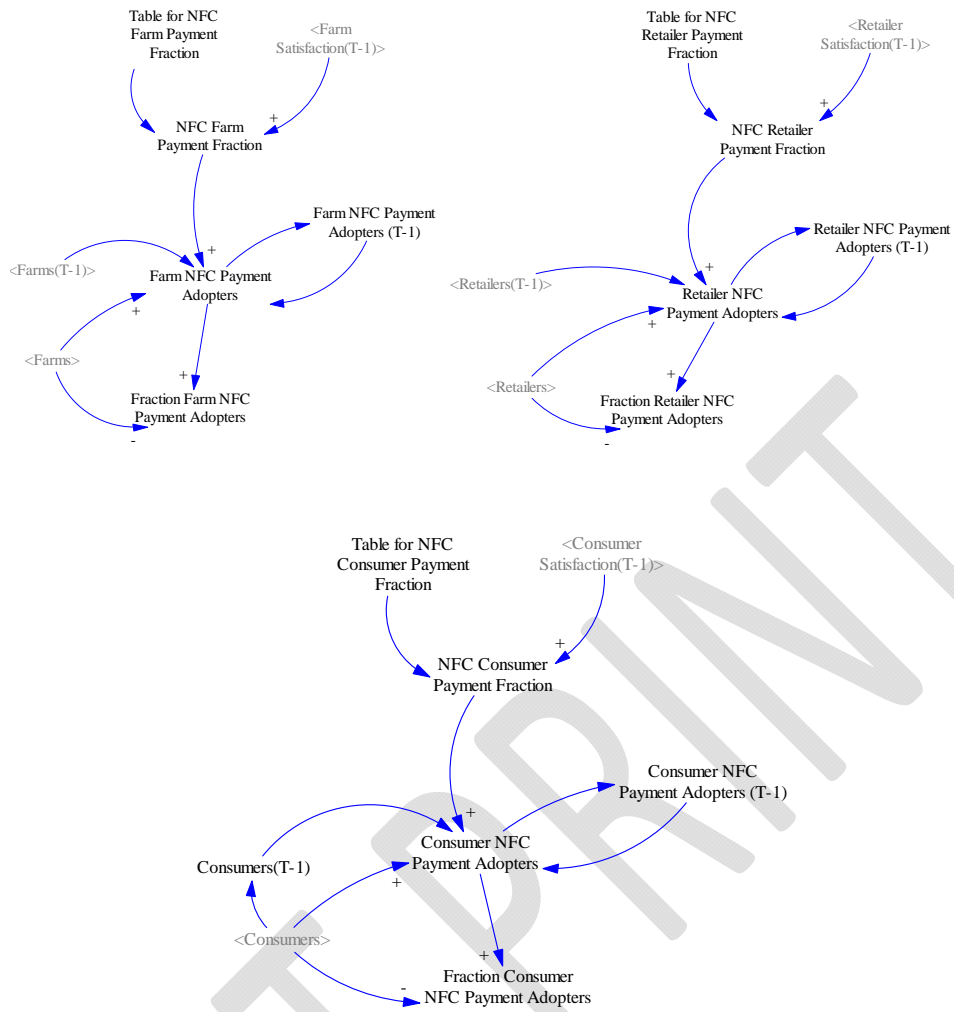 Table for NFC
Farm Payment
Fraction
<Farm
Satisfaction(T-1)>
+
NFC Farm
Payment Fraction
Farm NFC Payment
Adopters (T-1)
<Farms(T-1)>
+
Farm NFC Payment
Adopters
+
<Farms>
+
Fraction Farm NFC
Payment Adopters
-
Table for NFC
Retailer Payment
Fraction
<Retailer
Satisfaction(T-1)>
+
NFC Retailer
Payment Fraction
Retailer NFC Payment
Adopters (T-1)
<Retailers(T-1)>
+
Retailer NFC
Payment Adopters
+
<Retailers>
+
Fraction Retailer NFC
Payment Adopters
-
Table for NFC
Consumer Payment
Fraction
<Consumer
Satisfaction(T-1)>
+
NFC Consumer
Payment Fraction
Consumer NFC
Payment Adopters (T-1)
+
Consumer NFC
Payment Adopters
Consumers(T-1)
+
<Consumers>
+
Fraction Consumer
NFC Payment Adopters
-
T PRINT